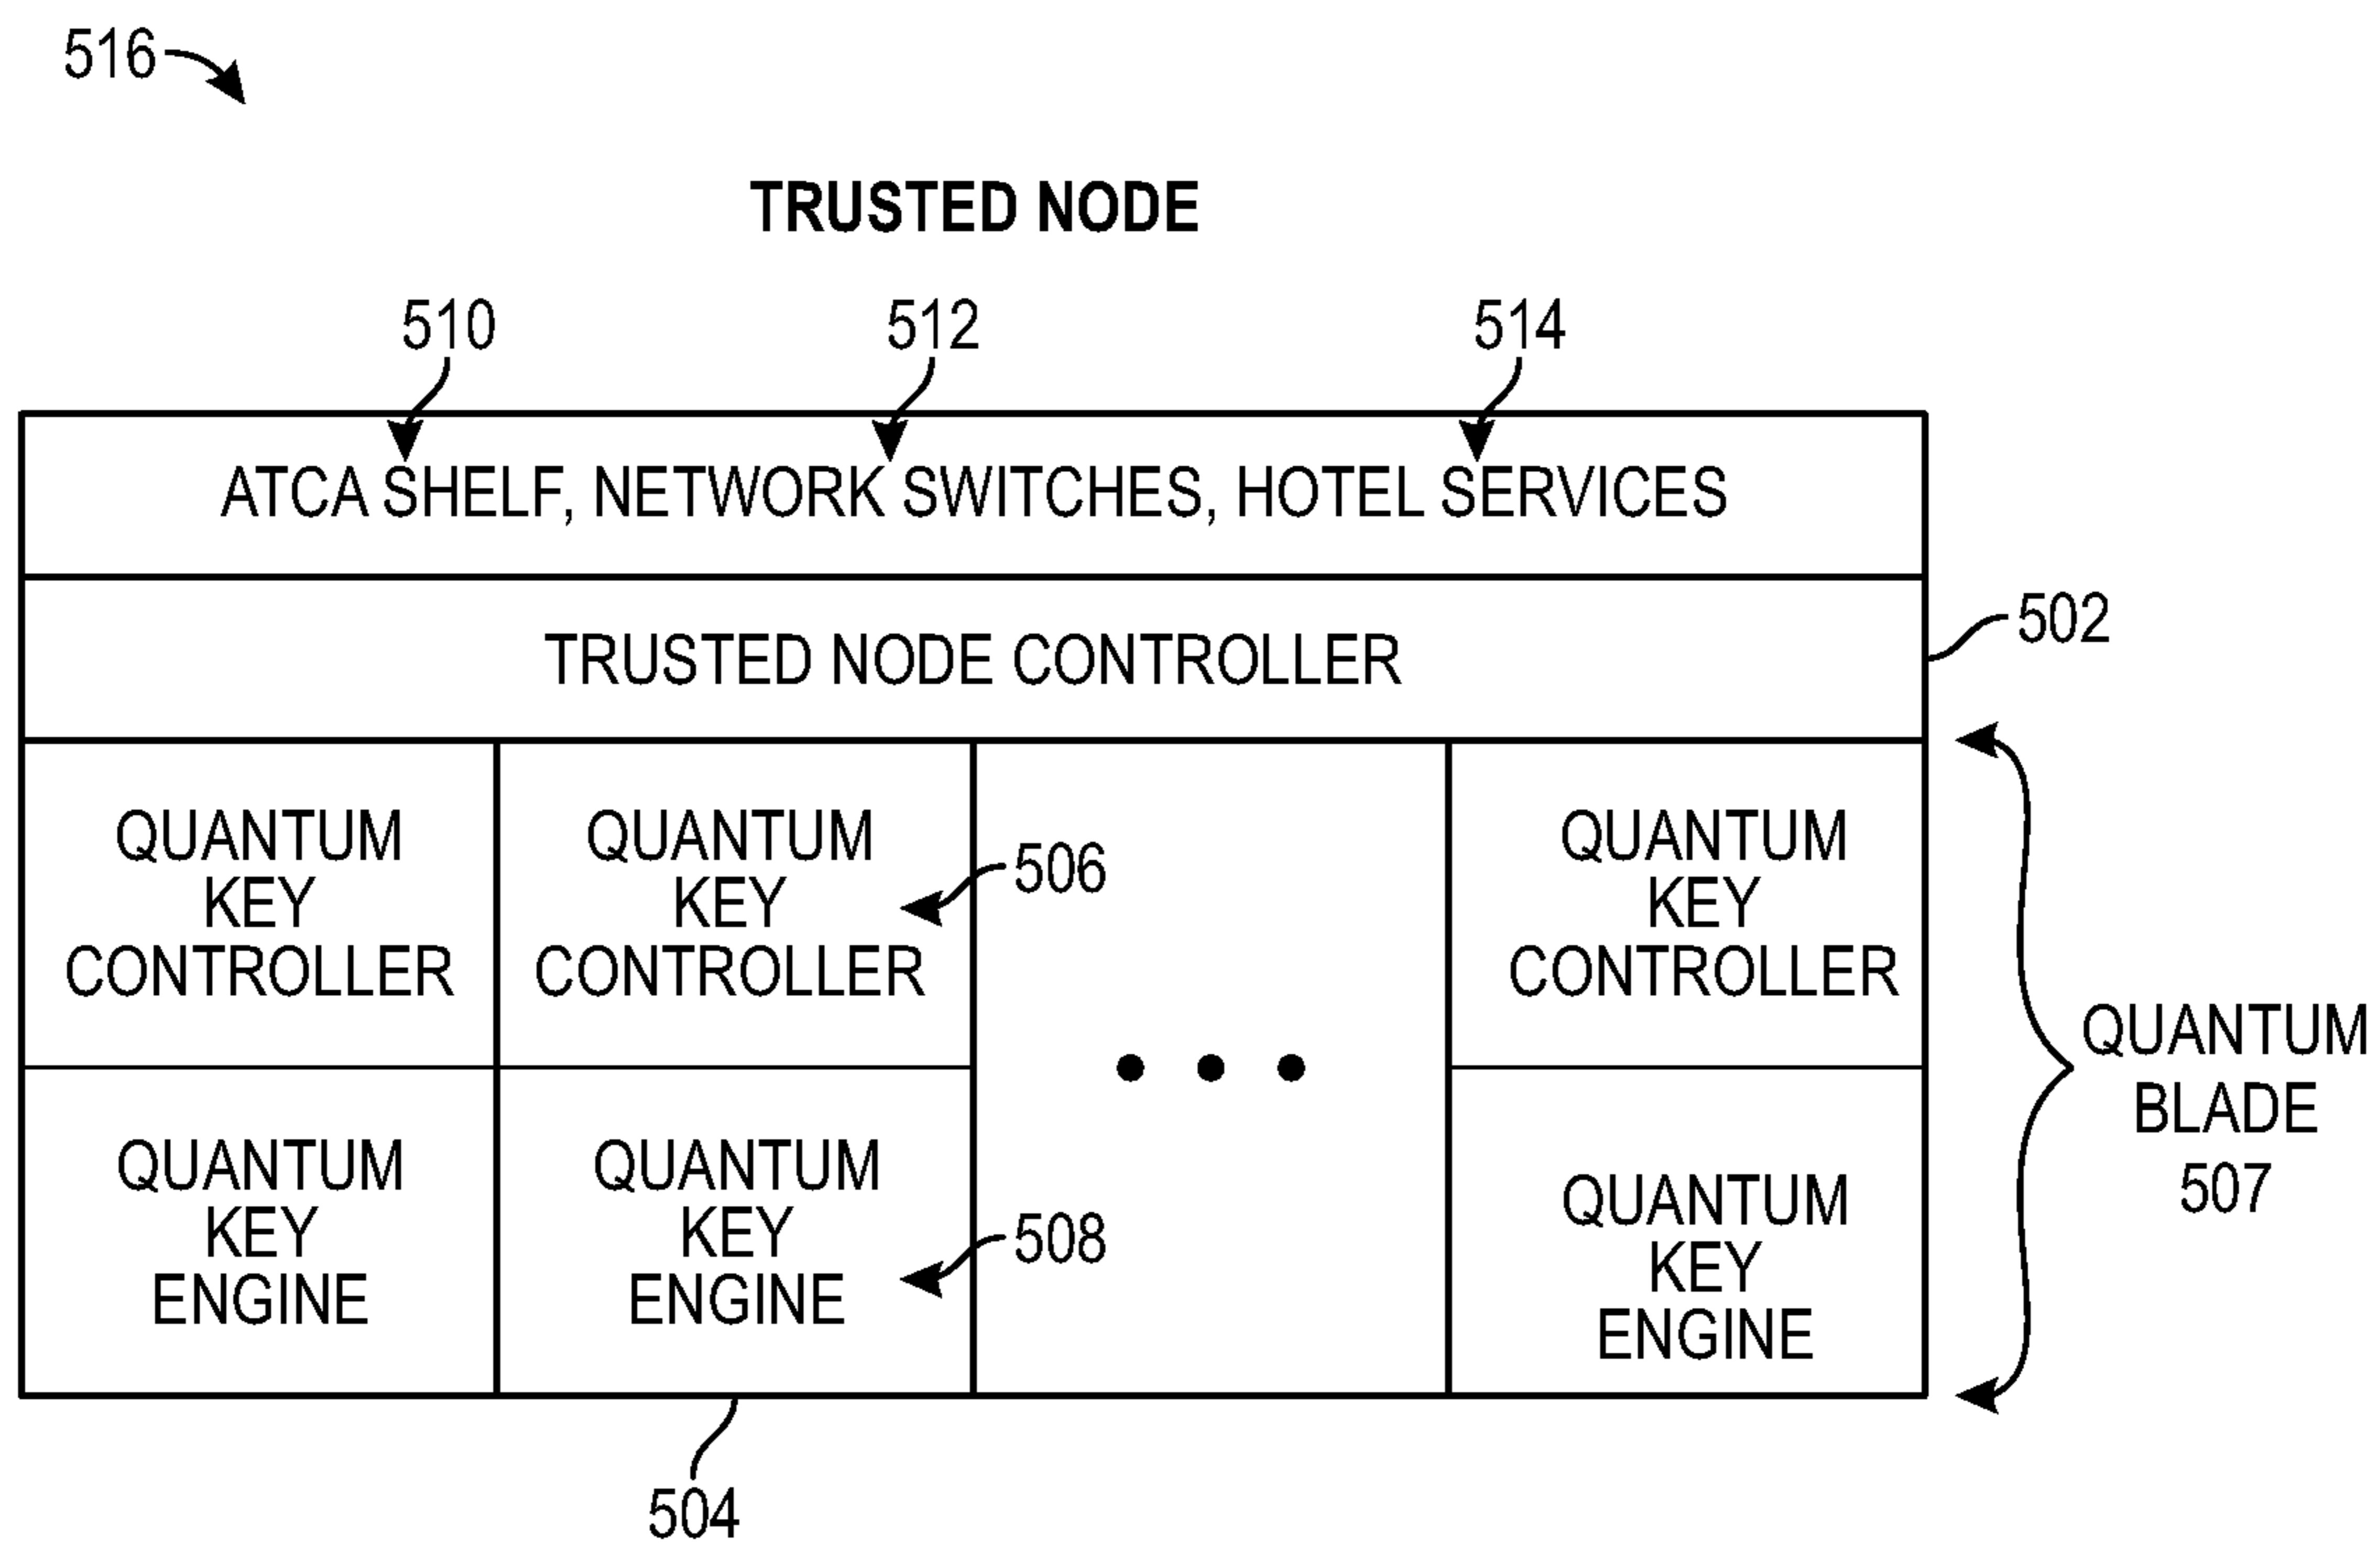 516
TRUSTED NODE
510 512 514
ATCA SHELF, NETWORK SWITCHES, HOTEL SERVICES
TRUSTED NODE CONTROLLER
502
QUANTUM
KEY
CONTROLLER
QUANTUM
KEY
CONTROLLER
506
QUANTUM
KEY
CONTROLLER
QUANTUM
KEY
ENGINE
QUANTUM
KEY
ENGINE
508
• • •
QUANTUM
KEY
ENGINE
QUANTUM
BLADE
507
504